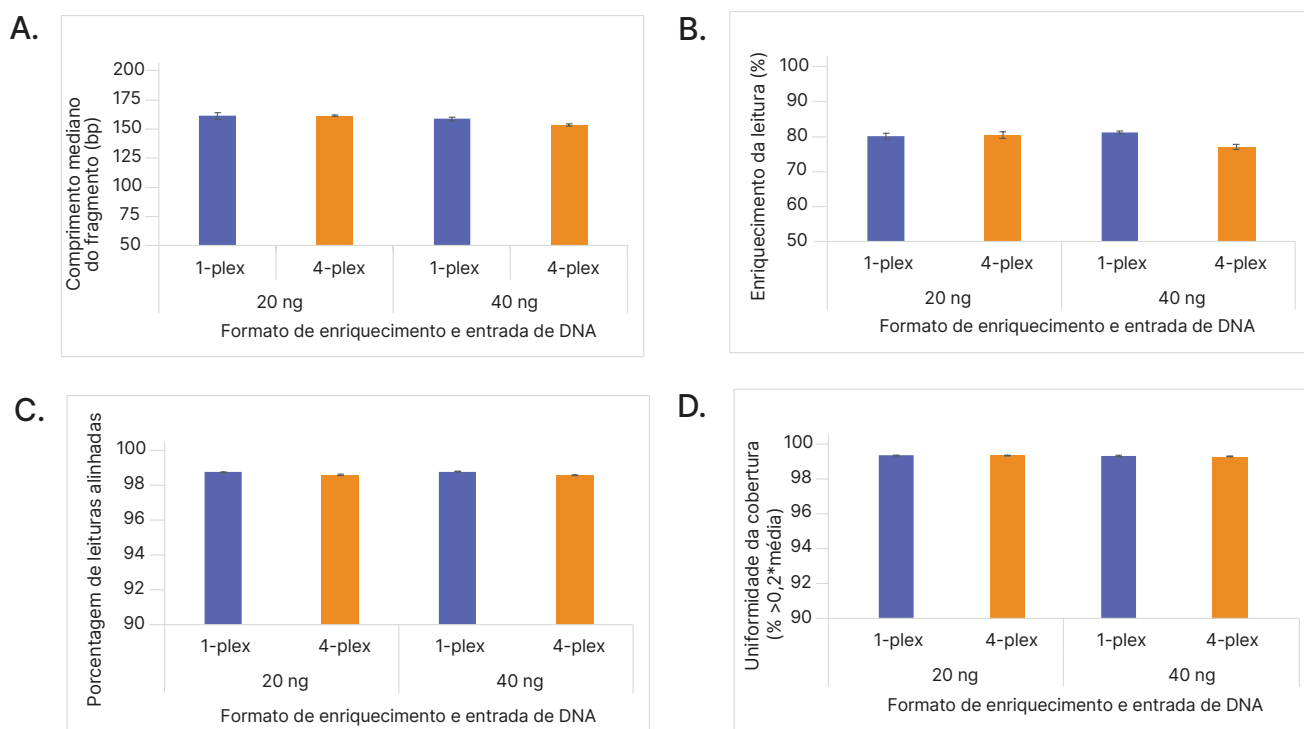 A.
Comprimento mediano
do fragmento (bp)
200
175
150
125
100
75
50
1-plex 4-plex 1-plex 4-plex
20 ng 40 ng
Formato de enriquecimento e entrada de DNA
B.
Enriquecimento da leitura (%)
100
90
80
70
60
50
1-plex 4-plex 1-plex 4-plex
20 ng 40 ng
Formato de enriquecimento e entrada de DNA
C.
Porcentagem de leituras alinhadas
100
98
96
94
92
90
1-plex 4-plex 1-plex 4-plex
20 ng 40 ng
Formato de enriquecimento e entrada de DNA
D.
Uniformidade da cobertura
(% >0,2*média)
100
98
96
94
92
90
1-plex 4-plex 1-plex 4-plex
20 ng 40 ng
Formato de enriquecimento e entrada de DNA